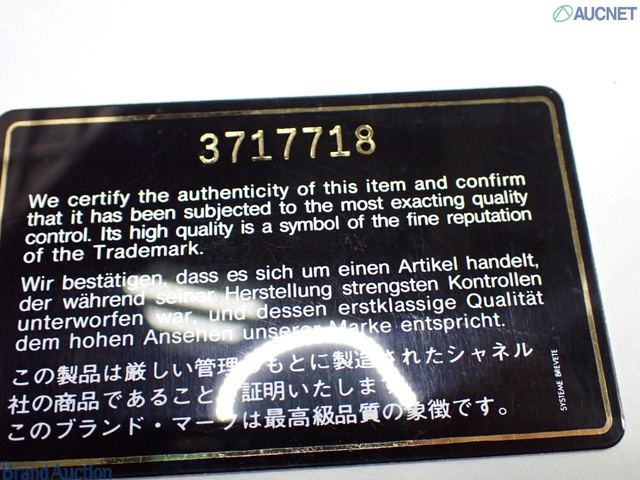 AUCNET
3717718
We certify the authenticity of this item and confirm
that it has been subjected to the most exacting quality
control. Its high quality is a symbol of the fine reputation
of the Trademark.
Wir bestätigen, dass es sich um einen Artikel handelt,
der während seiner Herstellung strengsten Kontrollen
unterworfen war, und dessen erstklassige Qualität
dem hohen Ansehen unserer Marke entspricht.
この製品は厳しい管理のもとに製造されたシャネル
社の商品であることを証明いたします。
このブランド・マークは最高級品質の象徴です。
SYSTEME BREVETE
Brand Auction